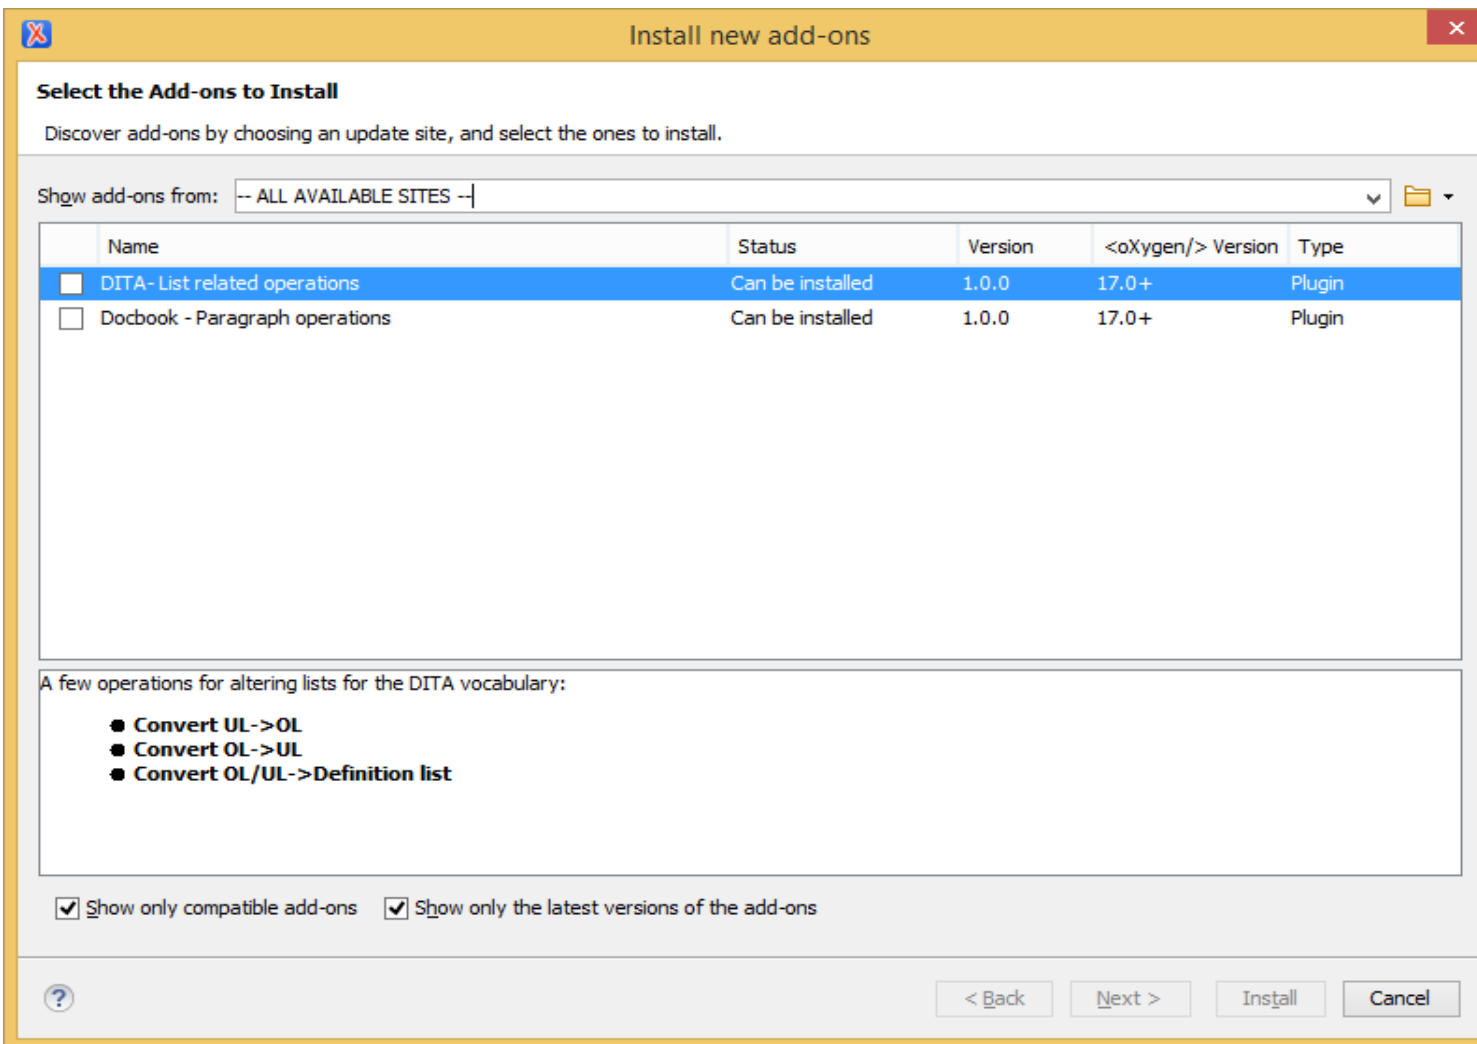 Install new add-ons
Select the Add-ons to Install
Discover add-ons by choosing an update site, and select the ones to install.
Show add-ons from: -- ALL AVAILABLE SITES --
Name Status Version <oXygen/> Version Type
DITA- List related operations Can be installed 1.0.0 17.0+ Plugin
Docbook - Paragraph operations Can be installed 1.0.0 17.0+ Plugin
A few operations for altering lists for the DITA vocabulary:
● Convert UL->OL
● Convert OL->UL
● Convert OL/UL->Definition list
Show only compatible add-ons Show only the latest versions of the add-ons
? < Back Next > Install Cancel